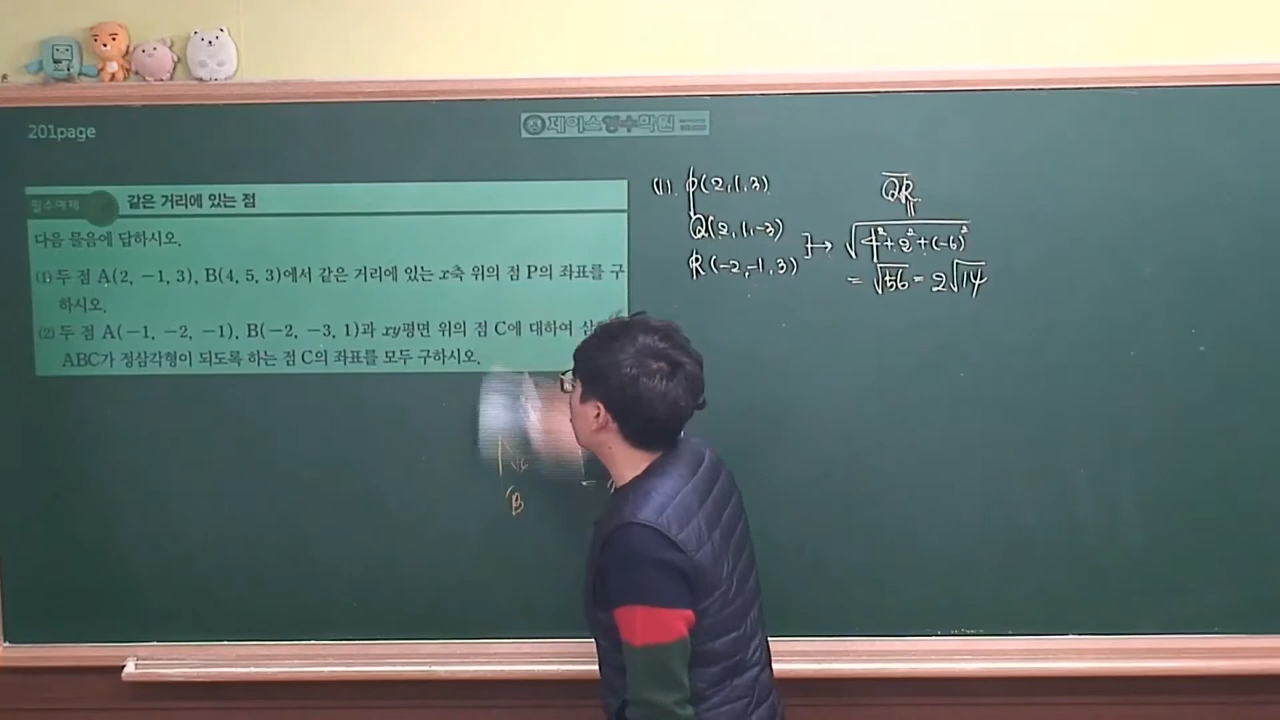 201page
제이스영수학원
필수예제 같은 거리에 있는 점
다음 물음에 답하시오.
(1) 두 점 A(2, −1, 3), B(4, 5, 3)에서 같은 거리에 있는 x축 위의 점 P의 좌표를 구
하시오.
(2) 두 점 A(−1, −2, −1), B(−2, −3, 1)과 xy평면 위의 점 C에 대하여
ABC가 정삼각형이 되도록 하는 점 C의 좌표를 모두 구하시오.
(1). P(2,1,3)
Q(2,1,-3)
R(-2,-1,3)
QR
√4²+2²+(-6)²
= √56 = 2√14
B